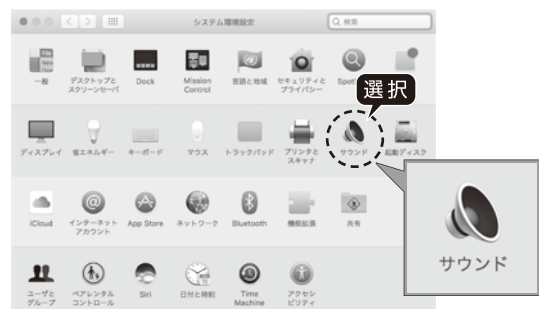 システム環境設定
検索
一般
デスクトップと
スクリーンセーバ
Dock
Mission
Control
言語と地域
セキュリティと
プライバシー
選択
ディスプレイ
省エネルギー
キーボード
マウス
トラックパッド
プリンタと
スキャナ
サウンド
起動ディスク
iCloud
インターネット
アカウント
App Store
ネットワーク
Bluetooth
機能拡張
共有
サウンド
ユーザと
グループ
ペアレンタル
コントロール
Siri
日付と時刻
Time
Machine
アクセシ
ビリティ